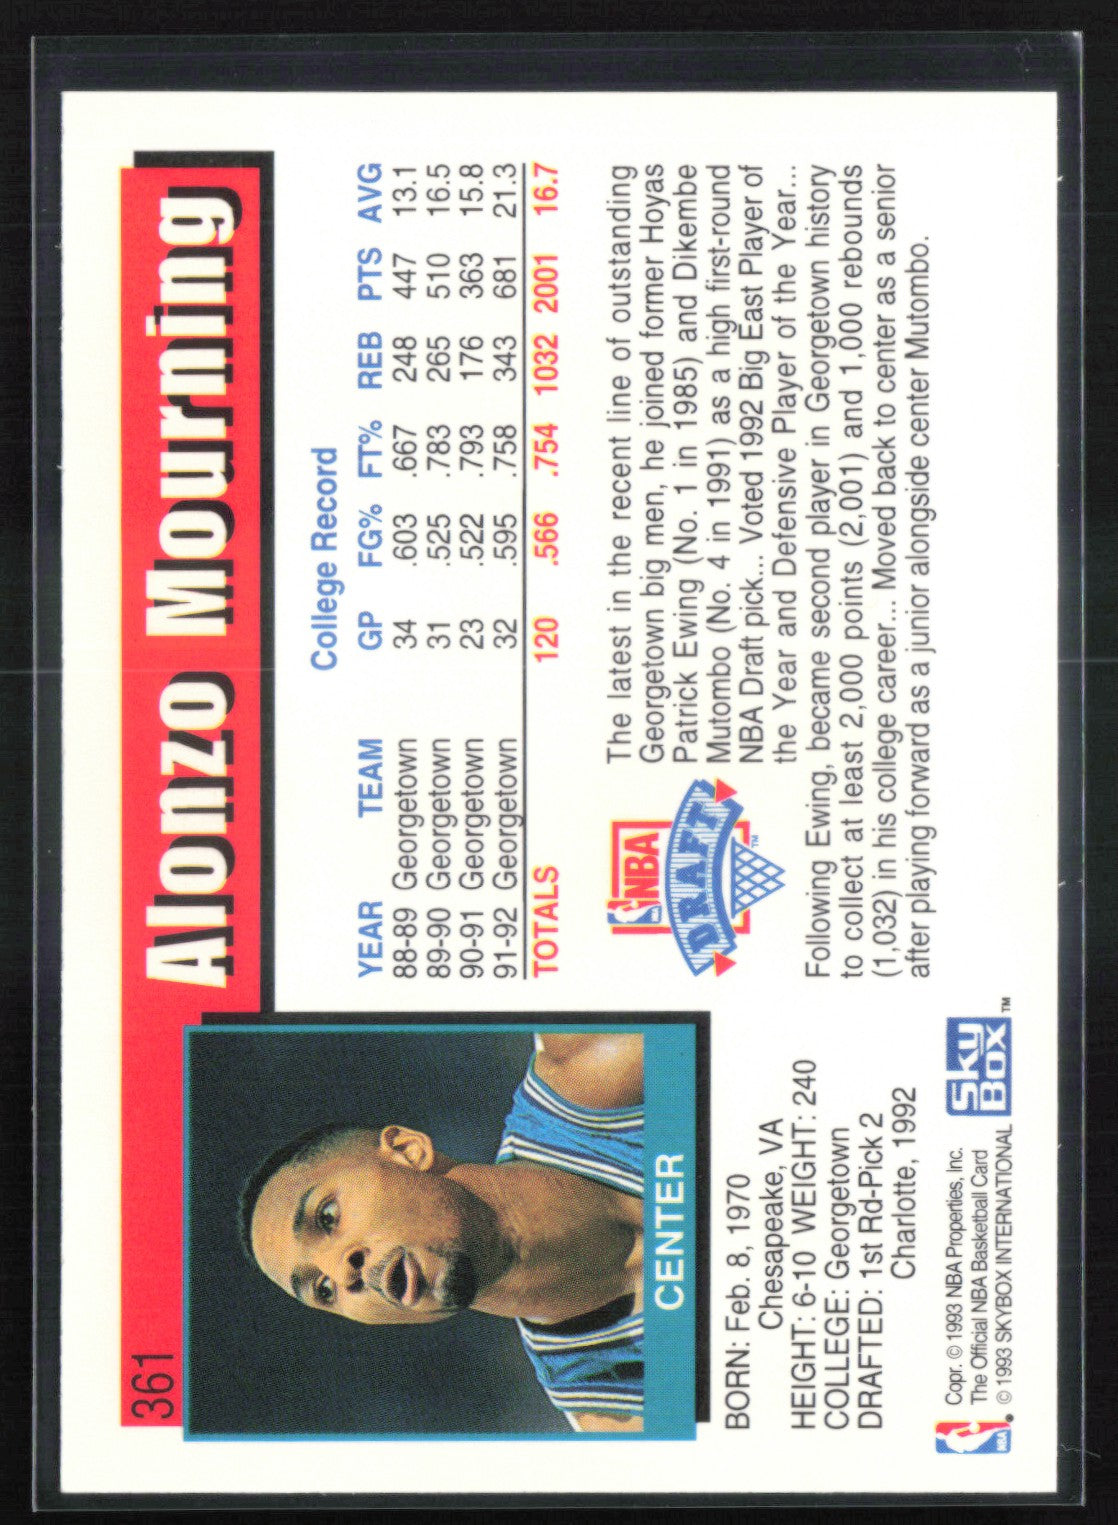 361
Alonzo Mourning
CENTER
BORN: Feb. 8, 1970
Chesapeake, VA
HEIGHT: 6-10 WEIGHT: 240
COLLEGE: Georgetown
DRAFTED: 1st Rd-Pick 2
Charlotte, 1992
College Record
YEAR TEAM GP FG% FT% REB PTS AVG
88-89 Georgetown 34 .603 .667 248 447 13.1
89-90 Georgetown 31 .525 .783 265 510 16.5
90-91 Georgetown 23 .522 .793 176 363 15.8
91-92 Georgetown 32 .595 .758 343 681 21.3
TOTALS 120 .566 .754 1032 2001 16.7
NBA
DRAFT
TM
The latest in the recent line of outstanding
Georgetown big men, he joined former Hoyas
Patrick Ewing (No. 1 in 1985) and Dikembe
Mutombo (No. 4 in 1991) as a high first-round
NBA Draft pick... Voted 1992 Big East Player of
the Year and Defensive Player of the Year...
Following Ewing, became second player in Georgetown history
to collect at least 2,000 points (2,001) and 1,000 rebounds
(1,032) in his college career... Moved back to center as a senior
after playing forward as a junior alongside center Mutombo.
NBA ®
Copr. © 1993 NBA Properties, Inc.
The Official NBA Basketball Card
© 1993 SKYBOX INTERNATIONAL
SkyBox TM